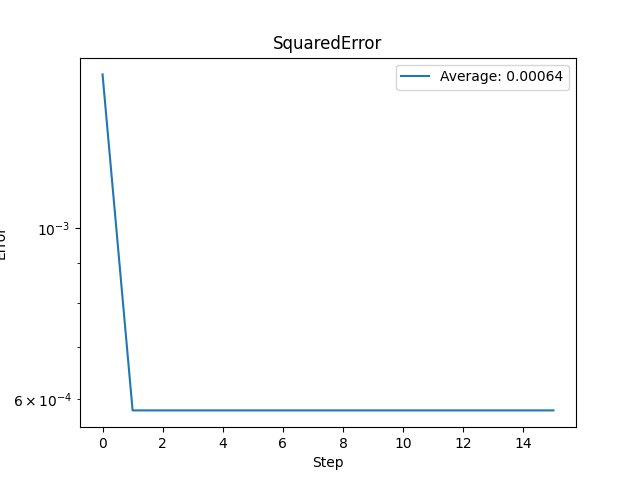 SquaredError
Average: 0.00064
Error
10⁻³
6 × 10⁻⁴
0 2 4 6 8 10 12 14
Step